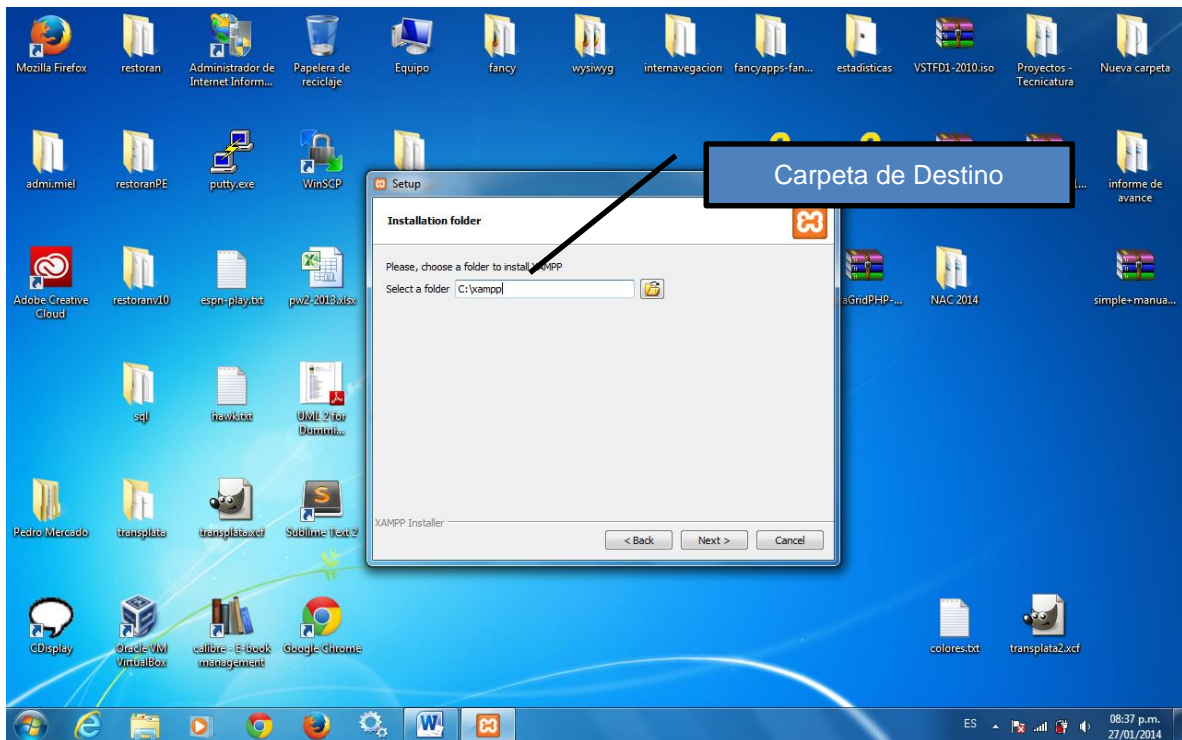 Mozilla Firefox
restoran
Administrador de
Internet Inform...
Papelera de
reciclaje
Equipo
fancy
wysiwyg
internavegacion
fancyapps-fan...
estadisticas
VSTFD1-2010.iso
Proyectos -
Tecnicatura
Nueva carpeta
admi.miel
restoranPE
putty.exe
WinSCP
informe de
avance
Carpeta de Destino
Setup
Installation folder
Please, choose a folder to install XAMPP
Select a folder
C:\xampp
XAMPP Installer
< Back
Next >
Cancel
Adobe Creative
Cloud
restoranv10
espn-play.txt
pw2-2013.xlsx
aGridPHP-...
NAC 2014
simple+manua...
sql
hawk.txt
UML 2 for
Dummi...
Pedro Mercado
transplata
transplata.xcf
Sublime Text 2
CDisplay
Oracle VM
VirtualBox
calibre - E-book
management
Google Chrome
colores.txt
transplata2.xcf
ES
08:37 p.m.
27/01/2014